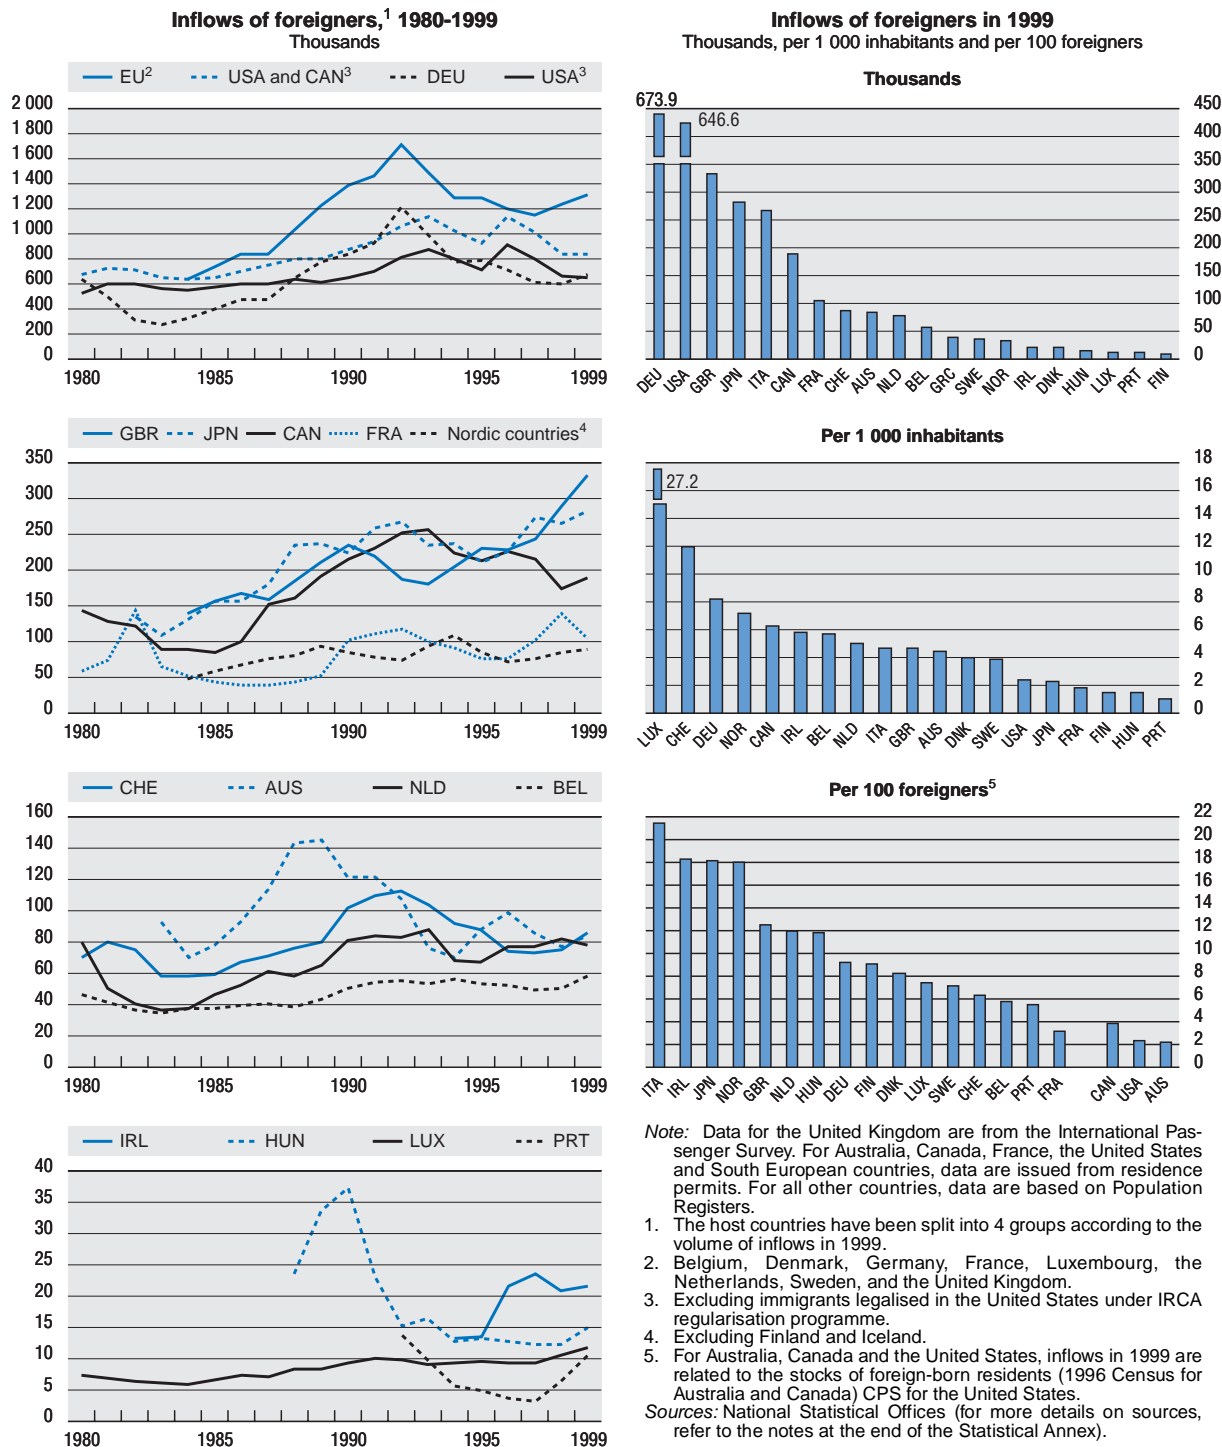 Inflows of foreigners,1 1980-1999
Thousands
EU2 USA and CAN3 DEU USA3
2 000
1 800
1 600
1 400
1 200
1 000
800
600
400
200
0
1980 1985 1990 1995 1999
GBR JPN CAN FRA Nordic countries4
350
300
250
200
150
100
50
0
1980 1985 1990 1995 1999
CHE AUS NLD BEL
160
140
120
100
80
60
40
20
0
1980 1985 1990 1995 1999
IRL HUN LUX PRT
40
35
30
25
20
15
10
5
0
1980 1985 1990 1995 1999
Inflows of foreigners in 1999
Thousands, per 1 000 inhabitants and per 100 foreigners
Thousands
673.9
646.6
450
400
350
300
250
200
150
100
50
0
DEU USA GBR JPN ITA CAN FRA CHE AUS NLD BEL GRC SWE NOR IRL DNK HUN LUX PRT FIN
Per 1 000 inhabitants
27.2
18
16
14
12
10
8
6
4
2
0
LUX CHE DEU NOR CAN IRL BEL NLD ITA GBR AUS DNK SWE USA JPN FRA FIN HUN PRT
Per 100 foreigners5
22
20
18
16
14
12
10
8
6
4
2
0
ITA IRL JPN NOR GBR NLD HUN DEU FIN DNK LUX SWE CHE BEL PRT FRA CAN USA AUS
Note: Data for the United Kingdom are from the International Pas-
senger Survey. For Australia, Canada, France, the United States
and South European countries, data are issued from residence
permits. For all other countries, data are based on Population
Registers.
1. The host countries have been split into 4 groups according to the
volume of inflows in 1999.
2. Belgium, Denmark, Germany, France, Luxembourg, the
Netherlands, Sweden, and the United Kingdom.
3. Excluding immigrants legalised in the United States under IRCA
regularisation programme.
4. Excluding Finland and Iceland.
5. For Australia, Canada and the United States, inflows in 1999 are
related to the stocks of foreign-born residents (1996 Census for
Australia and Canada) CPS for the United States.
Sources: National Statistical Offices (for more details on sources,
refer to the notes at the end of the Statistical Annex).